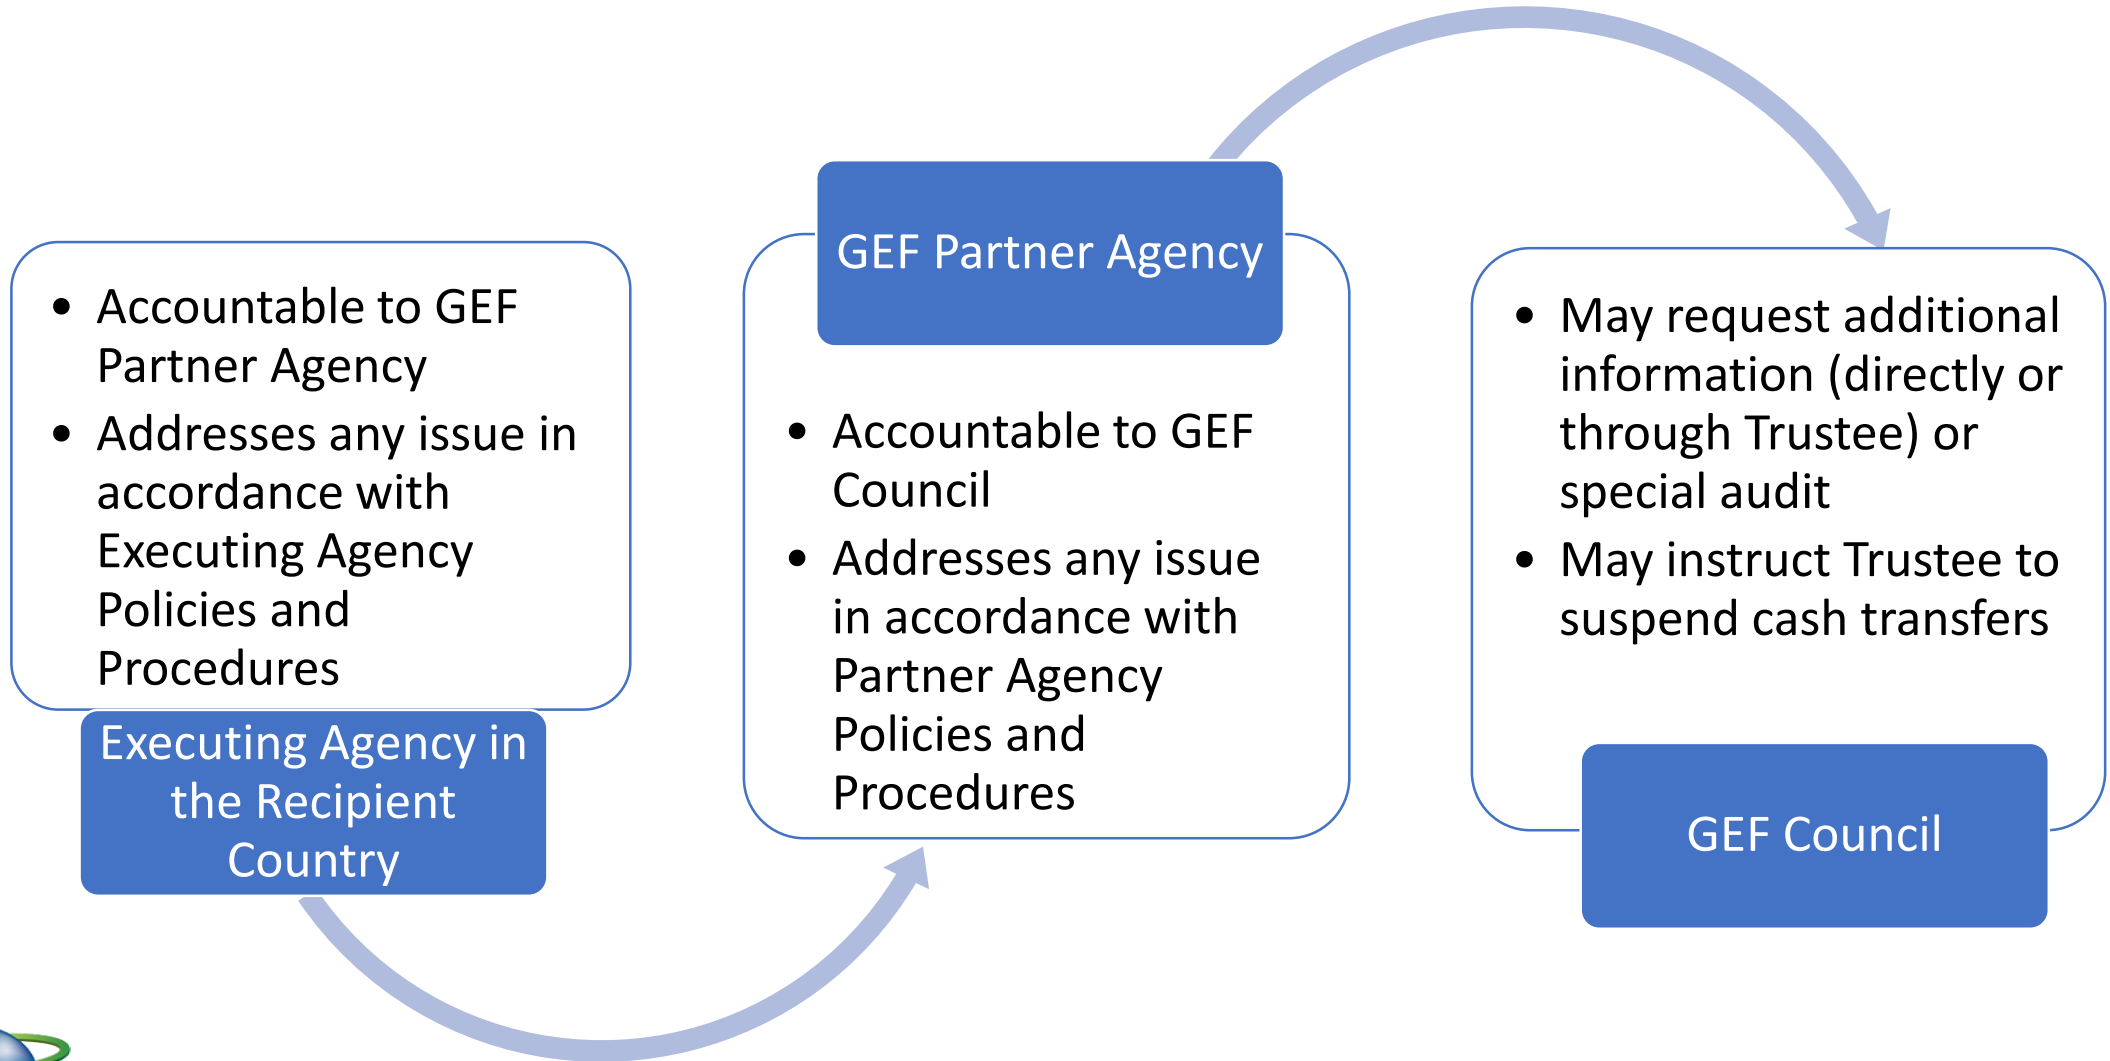 • Accountable to GEF
Partner Agency
• Addresses any issue in
accordance with
Executing Agency
Policies and
Procedures
Executing Agency in
the Recipient
Country
GEF Partner Agency
• Accountable to GEF
Council
• Addresses any issue
in accordance with
Partner Agency
Policies and
Procedures
• May request additional
information (directly or
through Trustee) or
special audit
• May instruct Trustee to
suspend cash transfers
GEF Council